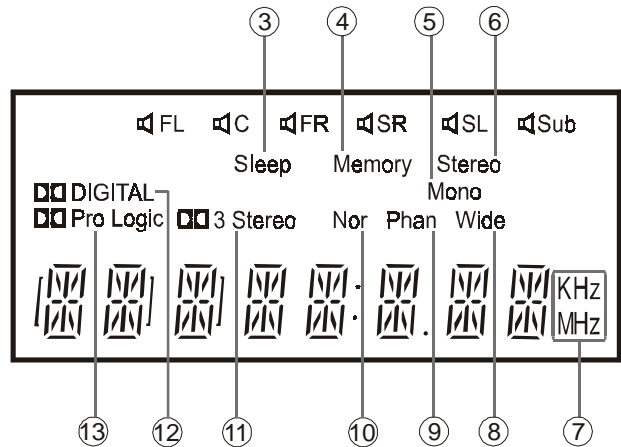 ③ ④ ⑤ ⑥
FL C FR SR SL Sub
Sleep Memory Stereo
Mono
DIGITAL
Pro Logic 3 Stereo Nor Phan Wide
KHz
MHz
⑬ ⑫ ⑪ ⑩ ⑨ ⑧ ⑦